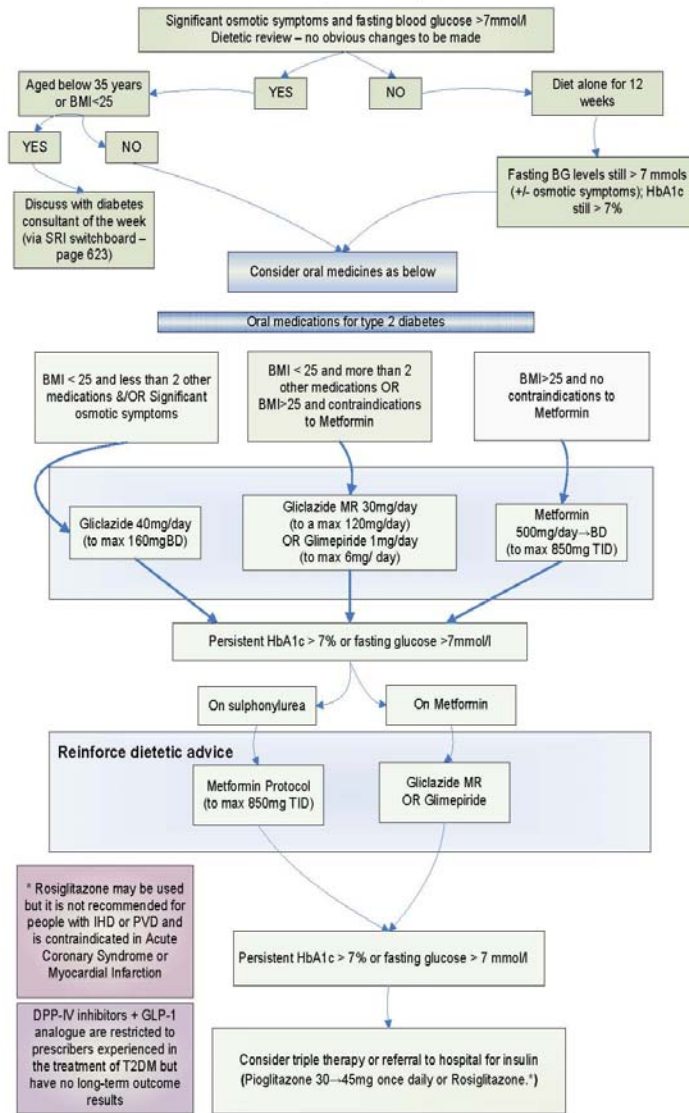 Significant osmotic symptoms and fasting blood glucose >7mmol/l
Dietetic review – no obvious changes to be made
Aged below 35 years
or BMI<25
YES
NO
Diet alone for 12
weeks
YES
NO
Discuss with diabetes
consultant of the week
(via SRI switchboard –
page 623)
Fasting BG levels still > 7 mmols
(+/- osmotic symptoms); HbA1c
still > 7%
Consider oral medicines as below
Oral medications for type 2 diabetes
BMI < 25 and less than 2 other
medications &/OR Significant
osmotic symptoms
BMI < 25 and more than 2
other medications OR
BMI>25 and contraindications
to Metformin
BMI>25 and no
contraindications to
Metformin
Gliclazide 40mg/day
(to max 160mgBD)
Gliclazide MR 30mg/day
(to a max 120mg/day)
OR Glimepiride 1mg/day
(to max 6mg/ day)
Metformin
500mg/day→BD
(to max 850mg TID)
Persistent HbA1c > 7% or fasting glucose >7mmol/l
On sulphonylurea
On Metformin
Reinforce dietetic advice
Metformin Protocol
(to max 850mg TID)
Gliclazide MR
OR Glimepiride
* Rosiglitazone may be used
but it is not recommended for
people with IHD or PVD and
is contraindicated in Acute
Coronary Syndrome or
Myocardial Infarction
Persistent HbA1c > 7% or fasting glucose > 7 mmol/l
DPP-IV inhibitors + GLP-1
analogue are restricted to
prescribers experienced in
the treatment of T2DM but
have no long-term outcome
results
Consider triple therapy or referral to hospital for insulin
(Pioglitazone 30→45mg once daily or Rosiglitazone.*)